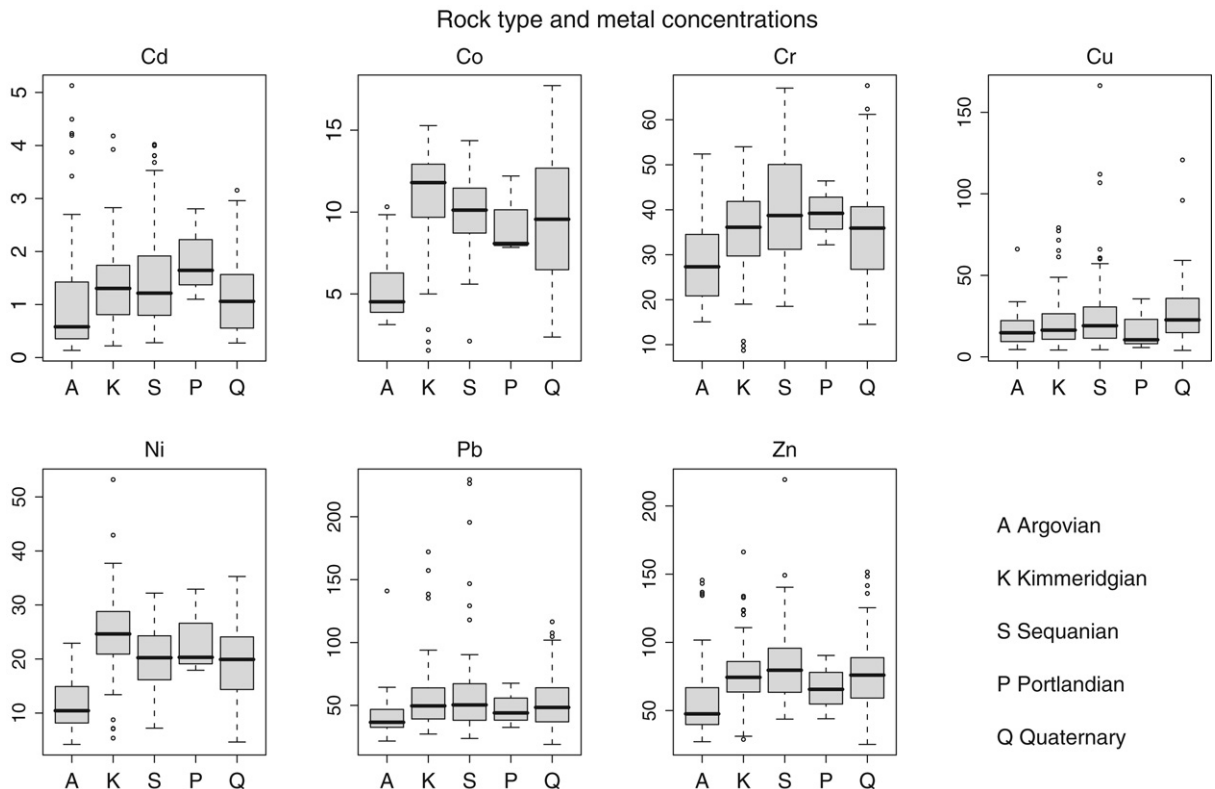 Rock type and metal concentrations
Cd
5
4
3
2
1
0
A K S P Q
Co
15
10
5
A K S P Q
Cr
60
50
40
30
20
10
A K S P Q
Cu
150
100
50
0
A K S P Q
Ni
50
40
30
20
10
A K S P Q
Pb
200
150
100
50
A K S P Q
Zn
200
150
100
50
A K S P Q
A Argovian
K Kimmeridgian
S Sequanian
P Portlandian
Q Quaternary